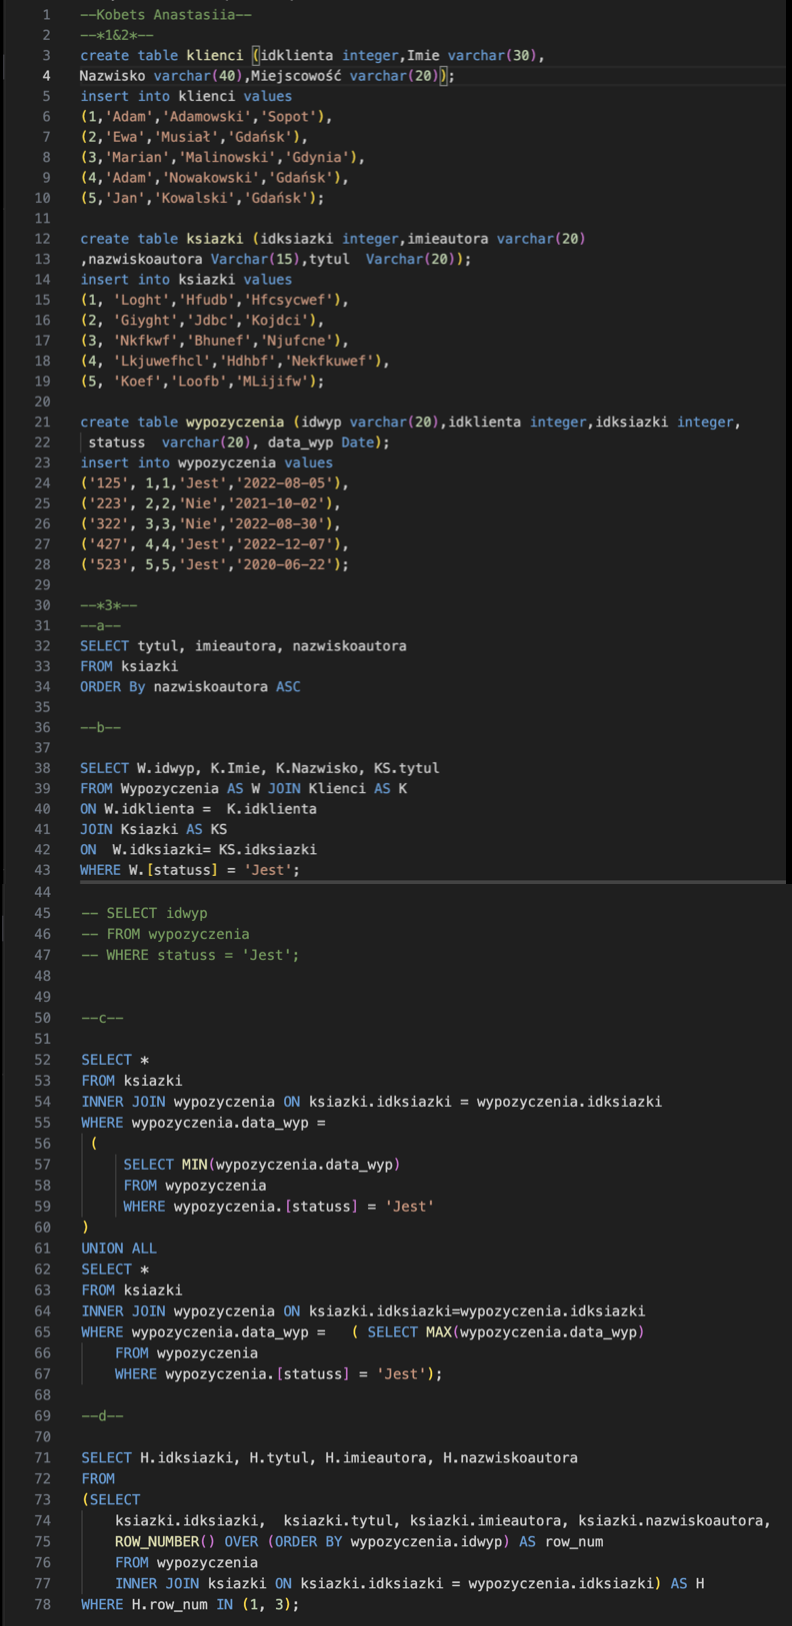 1 --Kobets Anastasiia--
2 --*1&2*--
3 create table klienci (idklienta integer,Imie varchar(30),
4 Nazwisko varchar(40),Miejscowość varchar(20));
5 insert into klienci values
6 (1,'Adam','Adamowski','Sopot'),
7 (2,'Ewa','Musiał','Gdańsk'),
8 (3,'Marian','Malinowski','Gdynia'),
9 (4,'Adam','Nowakowski','Gdańsk'),
10 (5,'Jan','Kowalski','Gdańsk');
11
12 create table ksiazki (idksiazki integer,imieautora varchar(20)
13 ,nazwiskoautora Varchar(15),tytul  Varchar(20));
14 insert into ksiazki values
15 (1, 'Loght','Hfudb','Hfcsycwef'),
16 (2, 'Giyght','Jdbc','Kojdci'),
17 (3, 'Nkfkwf','Bhunef','Njufcne'),
18 (4, 'Lkjuwefhcl','Hdhbf','Nekfkuwef'),
19 (5, 'Koef','Loofb','MLijifw');
20
21 create table wypozyczenia (idwyp varchar(20),idklienta integer,idksiazki integer,
22  statuss  varchar(20), data_wyp Date);
23 insert into wypozyczenia values
24 ('125', 1,1,'Jest','2022-08-05'),
25 ('223', 2,2,'Nie','2021-10-02'),
26 ('322', 3,3,'Nie','2022-08-30'),
27 ('427', 4,4,'Jest','2022-12-07'),
28 ('523', 5,5,'Jest','2020-06-22');
29
30 --*3*--
31 --a--
32 SELECT tytul, imieautora, nazwiskoautora
33 FROM ksiazki
34 ORDER By nazwiskoautora ASC
35
36 --b--
37
38 SELECT W.idwyp, K.Imie, K.Nazwisko, KS.tytul
39 FROM Wypozyczenia AS W JOIN Klienci AS K
40 ON W.idklienta =  K.idklienta
41 JOIN Ksiazki AS KS
42 ON  W.idksiazki= KS.idksiazki
43 WHERE W.[statuss] = 'Jest';
44
45 -- SELECT idwyp
46 -- FROM wypozyczenia
47 -- WHERE statuss = 'Jest';
48
49
50 --c--
51
52 SELECT *
53 FROM ksiazki
54 INNER JOIN wypozyczenia ON ksiazki.idksiazki = wypozyczenia.idksiazki
55 WHERE wypozyczenia.data_wyp =
56  (
57     SELECT MIN(wypozyczenia.data_wyp)
58     FROM wypozyczenia
59     WHERE wypozyczenia.[statuss] = 'Jest'
60 )
61 UNION ALL
62 SELECT *
63 FROM ksiazki
64 INNER JOIN wypozyczenia ON ksiazki.idksiazki=wypozyczenia.idksiazki
65 WHERE wypozyczenia.data_wyp =   ( SELECT MAX(wypozyczenia.data_wyp)
66     FROM wypozyczenia
67     WHERE wypozyczenia.[statuss] = 'Jest');
68
69 --d--
70
71 SELECT H.idksiazki, H.tytul, H.imieautora, H.nazwiskoautora
72 FROM
73 (SELECT
74     ksiazki.idksiazki,  ksiazki.tytul, ksiazki.imieautora, ksiazki.nazwiskoautora,
75     ROW_NUMBER() OVER (ORDER BY wypozyczenia.idwyp) AS row_num
76     FROM wypozyczenia
77     INNER JOIN ksiazki ON ksiazki.idksiazki = wypozyczenia.idksiazki) AS H
78 WHERE H.row_num IN (1, 3);